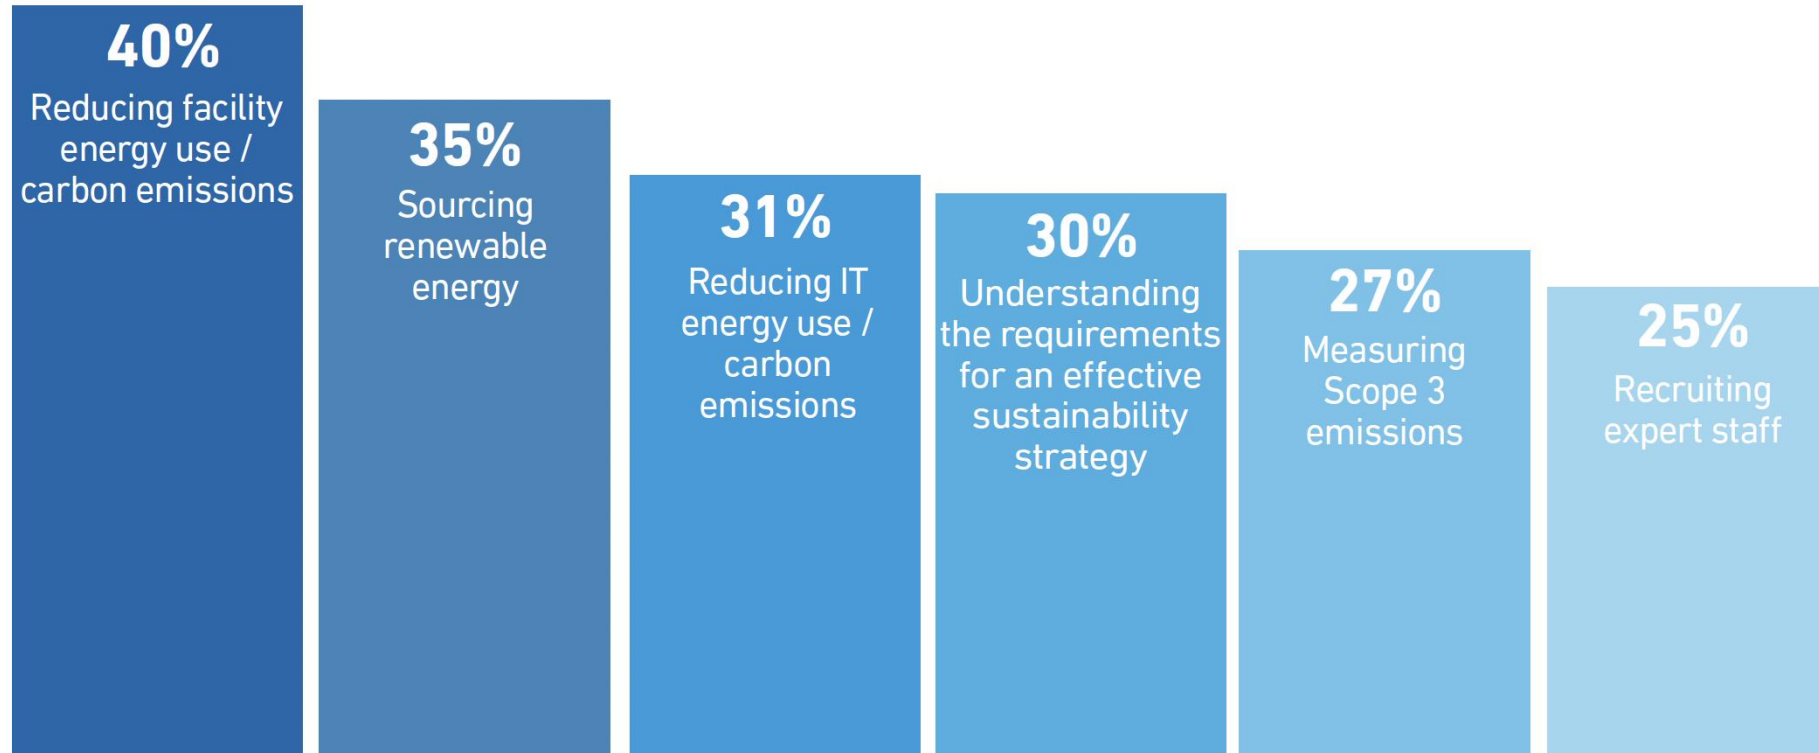 40%
Reducing facility
energy use /
carbon emissions
35%
Sourcing
renewable
energy
31%
Reducing IT
energy use /
carbon
emissions
30%
Understanding
the requirements
for an effective
sustainability
strategy
27%
Measuring
Scope 3
emissions
25%
Recruiting
expert staff